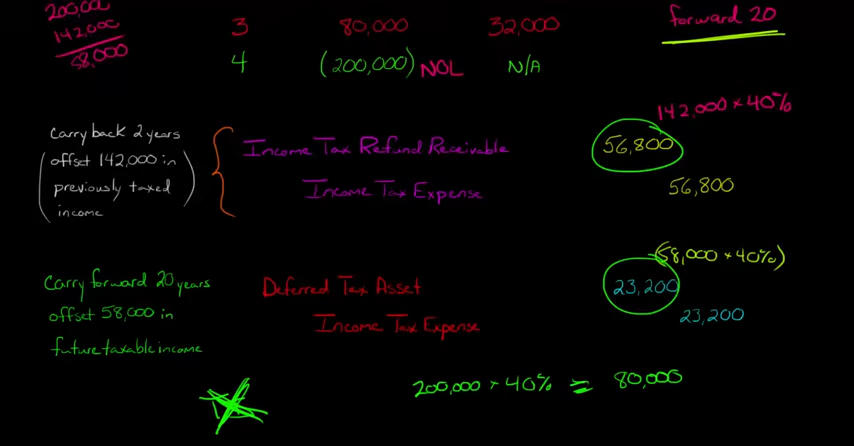 200,000
142,000
58,000
3 80,000 32,000
forward 20
4 (200,000) NOL N/A
142,000 × 40%
Carry back 2 years
offset 142,000 in
previously taxed
income
Income Tax Refund Receivable 56,800
Income Tax Expense 56,800
(58,000 × 40%)
Carry forward 20 years
offset 58,000 in
future taxable income
Deferred Tax Asset 23,200
Income Tax Expense 23,200
200,000 × 40% = 80,000